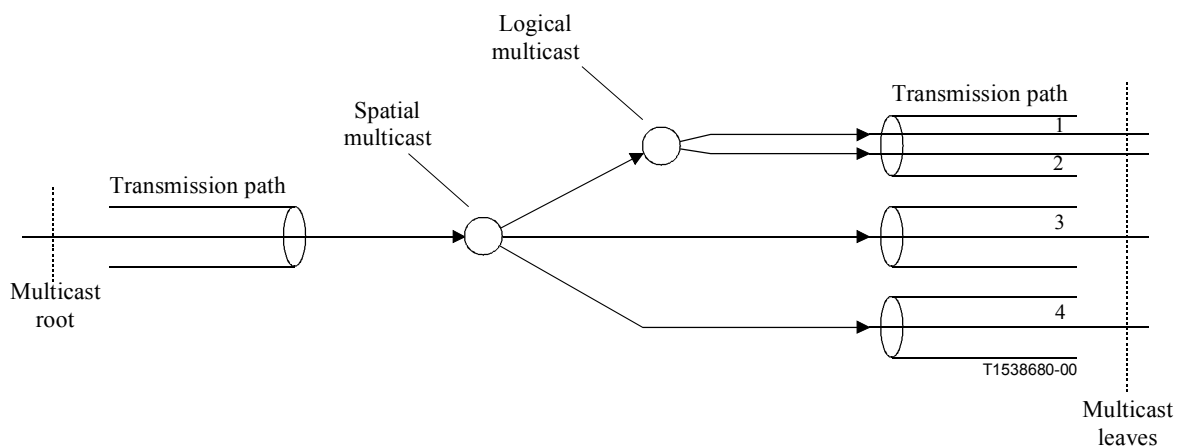 Logical
multicast
Spatial
multicast
Transmission path
1
2
Transmission path
3
Multicast
root
4
T1538680-00
Multicast
leaves